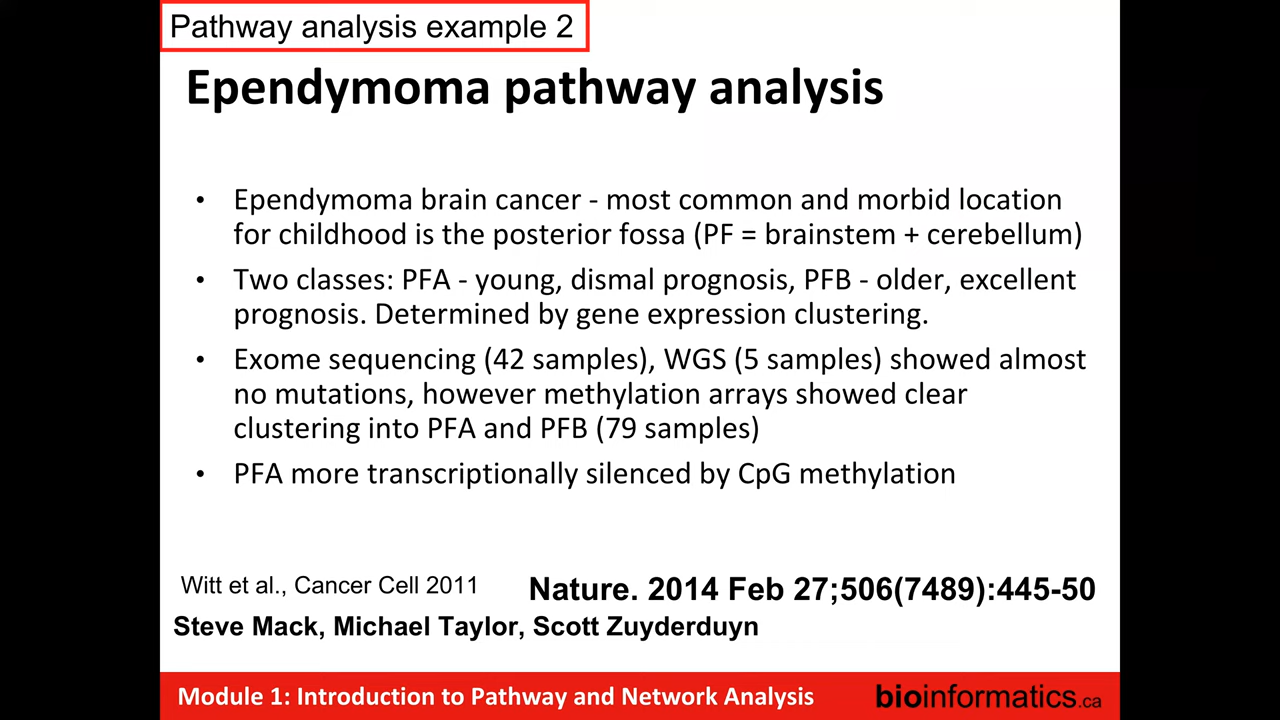 Pathway analysis example 2
Ependymoma pathway analysis
• Ependymoma brain cancer - most common and morbid location
for childhood is the posterior fossa (PF = brainstem + cerebellum)
• Two classes: PFA - young, dismal prognosis, PFB - older, excellent
prognosis. Determined by gene expression clustering.
• Exome sequencing (42 samples), WGS (5 samples) showed almost
no mutations, however methylation arrays showed clear
clustering into PFA and PFB (79 samples)
• PFA more transcriptionally silenced by CpG methylation
Witt et al., Cancer Cell 2011
Nature. 2014 Feb 27;506(7489):445-50
Steve Mack, Michael Taylor, Scott Zuyderduyn
Module 1: Introduction to Pathway and Network Analysis
bioinformatics.ca